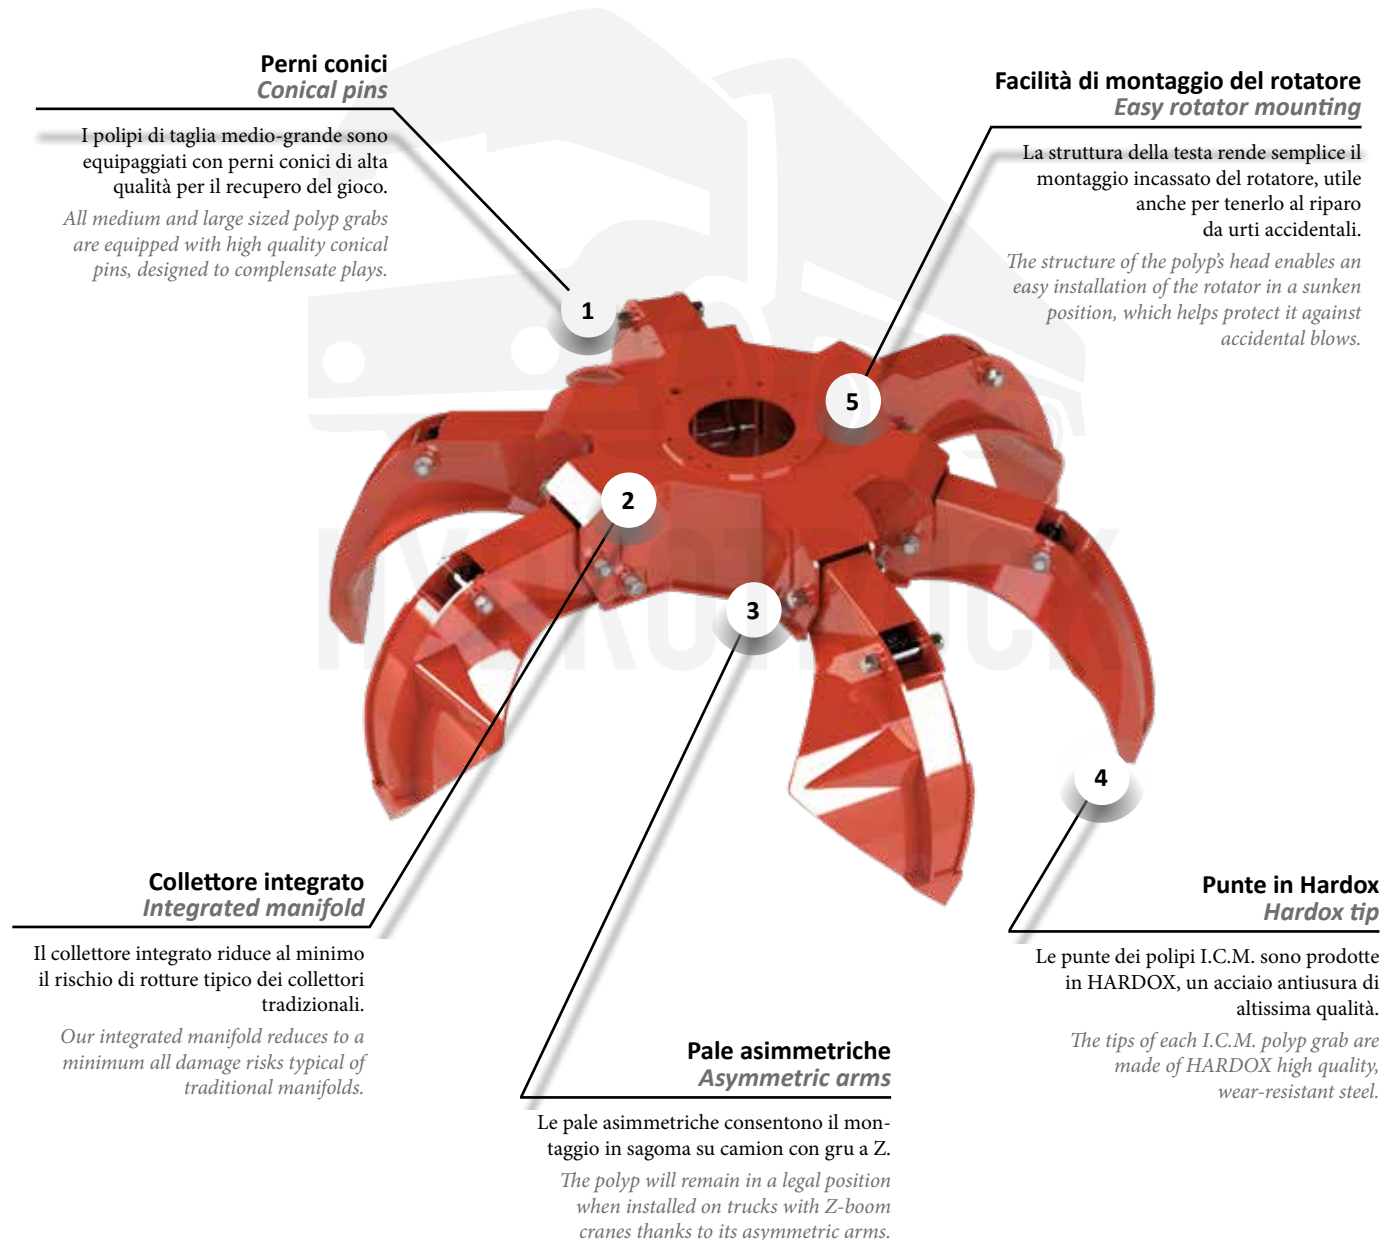 Perni conici
Conical pins
I polipi di taglia medio-grande sono
equipaggiati con perni conici di alta
qualità per il recupero del gioco.
All medium and large sized polyp grabs
are equipped with high quality conical
pins, designed to complensate plays.
Facilità di montaggio del rotatore
Easy rotator mounting
La struttura della testa rende semplice il
montaggio incassato del rotatore, utile
anche per tenerlo al riparo
da urti accidentali.
The structure of the polyp's head enables an
easy installation of the rotator in a sunken
position, which helps protect it against
accidental blows.
1
5
2
3
4
HYDROTRUCK
Collettore integrato
Integrated manifold
Il collettore integrato riduce al minimo
il rischio di rotture tipico dei collettori
tradizionali.
Our integrated manifold reduces to a
minimum all damage risks typical of
traditional manifolds.
Pale asimmetriche
Asymmetric arms
Le pale asimmetriche consentono il mon-
taggio in sagoma su camion con gru a Z.
The polyp will remain in a legal position
when installed on trucks with Z-boom
cranes thanks to its asymmetric arms.
Punte in Hardox
Hardox tip
Le punte dei polipi I.C.M. sono prodotte
in HARDOX, un acciaio antiusura di
altissima qualità.
The tips of each I.C.M. polyp grab are
made of HARDOX high quality,
wear-resistant steel.